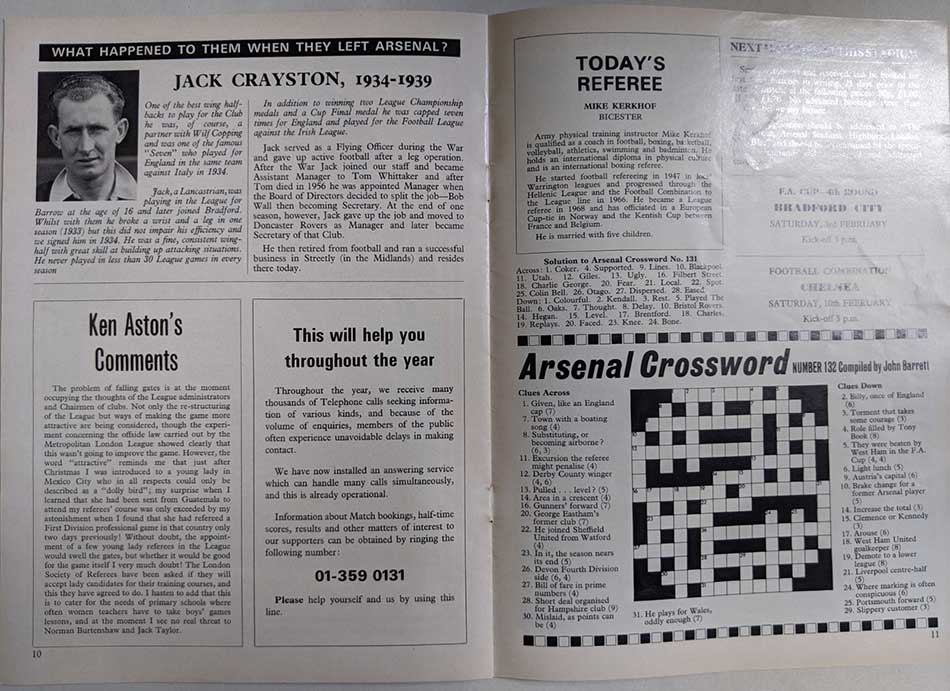 WHAT HAPPENED TO THEM WHEN THEY LEFT ARSENAL?
JACK CRAYSTON, 1934-1939
One of the best wing half-
backs to play for the Club
he was, of course, a
partner with Wilf Copping
and was one of the famous
"Seven" who played for
England in the same team
against Italy in 1934.
Jack, a Lancastrian, was
playing in the League for
Barrow at the age of 16 and later joined Bradford.
Whilst with them he broke a wrist and a leg in one
season (1933) but this did not impair his efficiency and
we signed him in 1934. He was a fine, consistent wing-
half with great skill at building up attacking situations.
He never played in less than 30 League games in every
season
In addition to winning two League Championship
medals and a Cup Final medal he was capped seven
times for England and played for the Football League
against the Irish League.
Jack served as a Flying Officer during the War
and gave up active football after a leg operation.
After the War Jack joined our staff and became
Assistant Manager to Tom Whittaker and after
Tom died in 1956 he was appointed Manager when
the Board of Directors decided to split the job—Bob
Wall then becoming Secretary. At the end of one
season, however, Jack gave up the job and moved to
Doncaster Rovers as Manager and later became
Secretary of that Club.
He then retired from football and ran a successful
business in Streetly (in the Midlands) and resides
there today.
Ken Aston's
Comments
The problem of falling gates is at the moment
occupying the thoughts of the League administrators
and Chairmen of clubs. Not only the re-structuring
of the League but ways of making the game more
attractive are being considered, though the experi-
ment concerning the offside law carried out by the
Metropolitan London League showed clearly that
this wasn't going to improve the game. However, the
word "attractive" reminds me that just after
Christmas I was introduced to a young lady in
Mexico City who in all respects could only be
described as a "dolly bird"; my surprise when I
learned that she had been sent from Guatemala to
attend my referees' course was only exceeded by my
astonishment when I found that she had refereed a
First Division professional game in that country only
two days previously! Without doubt, the appoint-
ment of a few young lady referees in the League
would swell the gates, but whether it would be good
for the game itself I very much doubt! The London
Society of Referees have been asked if they will
accept lady candidates for their training courses, and
this they have agreed to do. I hasten to add that this
is to cater for the needs of primary schools where
often women teachers have to take boys' games
lessons, and at the moment I see no real threat to
Norman Burtenshaw and Jack Taylor.
This will help you
throughout the year
Throughout the year, we receive many
thousands of Telephone calls seeking informa-
tion of various kinds, and because of the
volume of enquiries, members of the public
often experience unavoidable delays in making
contact.
We have now installed an answering service
which can handle many calls simultaneously,
and this is already operational.
Information about Match bookings, half-time
scores, results and other matters of interest to
our supporters can be obtained by ringing the
following number:
01-359 0131
Please help yourself and us by using this
line.
10
TODAY'S
REFEREE
MIKE KERKHOF
BICESTER
Army physical training instructor Mike Kerkhof
is qualified as a coach in football, boxing, basketball,
volleyball, athletics, swimming and badminton. He
holds an international diploma in physical culture
and is an international boxing referee.
He started football refereeing in 1947 in local
Warrington leagues and progressed through the
Hellenic League and the Football Combination to
the League line in 1966. He became a League
referee in 1968 and has officiated in a European
Cup-tie in Norway and the Kentish Cup between
France and Belgium.
He is married with five children.
Solution to Arsenal Crossword No. 131
Across: 1. Coker. 4. Supported. 9. Lines. 10. Blackpool.
11. Utah. 12. Giles. 13. Ugly. 16. Filbert Street.
18. Charlie George. 20. Fear. 21. Local. 22. Spot.
25. Colin Bell. 26. Otago. 27. Dispersed. 28. Eased.
Down: 1. Colourful. 2. Kendall. 3. Rest. 5. Played The
Ball. 6. Oaks. 7. Thought. 8. Delay. 10. Bristol Rovers.
14. Hegan. 15. Level. 17. Brentford. 18. Charles.
19. Replays. 20. Faced. 23. Knee. 24. Bone.
NEXT STADIUM
F.A. CUP—4th ROUND
BRADFORD CITY
SATURDAY, 3rd FEBRUARY
Kick-off 3 p.m.
FOOTBALL COMBINATION
CHELSEA
SATURDAY, 10th FEBRUARY
Kick-off 3 p.m.
Arsenal Crossword NUMBER 132 Compiled by John Barrett
Clues Across
1. Given, like an England
cap (7)
7. Town with a boating
song (4)
8. Substituting, or
becoming airborne?
(6, 3)
11. Excursion the referee
might penalise (4)
12. Derby County winger
(4, 6)
13. Pulled . . . level? (5)
14. Area in a crescent (4)
16. Gunners' forward (7)
20. George Eastham's
former club (7)
22. He joined Sheffield
United from Watford
(4)
23. In it, the season nears
its end (5)
26. Devon Fourth Division
side (6, 4)
27. Bill of fare in prime
numbers (4)
28. Short deal organised
for Hampshire club (9)
30. Mislaid, as points can
be (4)
31. He plays for Wales,
oddly enough (7)
Clues Down
2. Billy, once of England
(6)
3. Torment that takes
some courage (3)
4. Role filled by Tony
Book (8)
5. They were beaten by
West Ham in the F.A.
Cup (4, 4)
6. Light lunch (5)
9. Austria's capital (6)
10. Brake change for a
former Arsenal player
(5)
14. Increase the total (3)
15. Clemence or Kennedy
(3)
17. Arouse (6)
18. West Ham United
goalkeeper (8)
19. Demote to a lower
league (8)
21. Liverpool centre-half
(5)
24. Where marking is often
conspicuous (6)
25. Portsmouth forward (5)
29. Slippery customer (3)
11